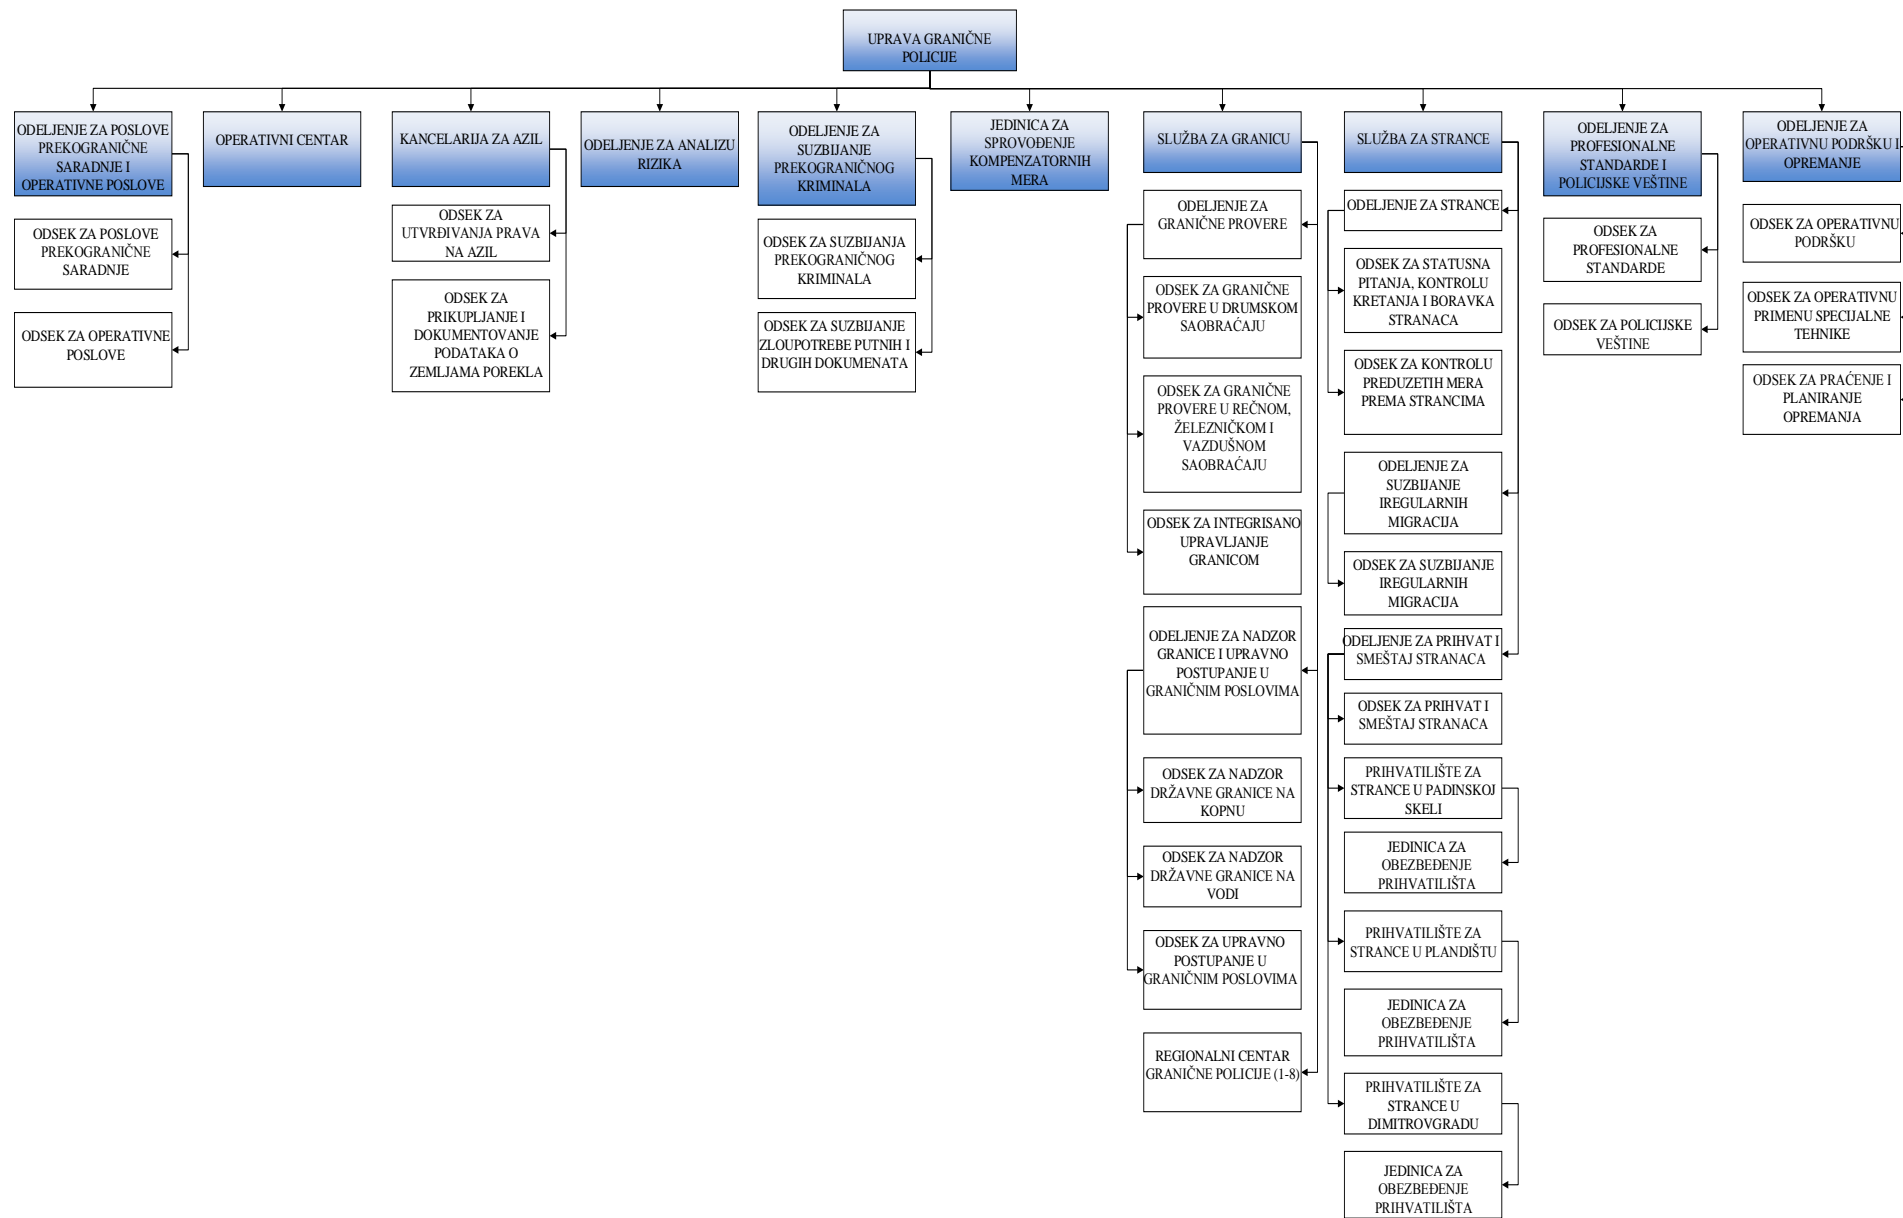 UPRAVA GRANIČNE
POLICIJE
ODELJENJE ZA POSLOVE
PREKOGRANIČNE
SARADNJE I
OPERATIVNE POSLOVE
ODSEK ZA POSLOVE
PREKOGRANIČNE
SARADNJE
ODSEK ZA OPERATIVNE
POSLOVE
OPERATIVNI CENTAR
KANCELARIJA ZA AZIL
ODSEK ZA
UTVRĐIVANJA PRAVA
NA AZIL
ODSEK ZA
PRIKUPLJANJE I
DOKUMENTOVANJE
PODATAKA O
ZEMLJAMA POREKLA
ODELJENJE ZA ANALIZU
RIZIKA
ODELJENJE ZA
SUZBIJANJE
PREKOGRANIČNOG
KRIMINALA
ODSEK ZA SUZBIJANJA
PREKOGRANIČNOG
KRIMINALA
ODSEK ZA SUZBIJANJE
ZLOUPOTREBE PUTNIH I
DRUGIH DOKUMENATA
JEDINICA ZA
SPROVOĐENJE
KOMPENZATORNIH
MERA
SLUŽBA ZA GRANICU
ODELJENJE ZA
GRANIČNE PROVERE
ODSEK ZA GRANIČNE
PROVERE U DRUMSKOM
SAOBRAĆAJU
ODSEK ZA GRANIČNE
PROVERE U REČNOM,
ŽELEZNIČKOM I
VAZDUŠNOM
SAOBRAĆAJU
ODSEK ZA INTEGRISANO
UPRAVLJANJE
GRANICOM
ODELJENJE ZA NADZOR
GRANICE I UPRAVNO
POSTUPANJE U
GRANIČNIM POSLOVIMA
ODSEK ZA NADZOR
DRŽAVNE GRANICE NA
KOPNU
ODSEK ZA NADZOR
DRŽAVNE GRANICE NA
VODI
ODSEK ZA UPRAVNO
POSTUPANJE U
GRANIČNIM POSLOVIMA
REGIONALNI CENTAR
GRANIČNE POLICIJE (1-8)
SLUŽBA ZA STRANCE
ODELJENJE ZA STRANCE
ODSEK ZA STATUSNA
PITANJA, KONTROLU
KRETANJA I BORAVKA
STRANACA
ODSEK ZA KONTROLU
PREDUZETIH MERA
PREMA STRANCIMA
ODELJENJE ZA
SUZBIJANJE
IREGULARNIH
MIGRACIJA
ODSEK ZA SUZBIJANJE
IREGULARNIH
MIGRACIJA
ODELJENJE ZA PRIHVAT I
SMEŠTAJ STRANACA
ODSEK ZA PRIHVAT I
SMEŠTAJ STRANACA
PRIHVATILIŠTE ZA
STRANCE U PADINSKOJ
SKELI
JEDINICA ZA
OBEZBEĐENJE
PRIHVATILIŠTA
PRIHVATILIŠTE ZA
STRANCE U PLANDIŠTU
JEDINICA ZA
OBEZBEĐENJE
PRIHVATILIŠTA
PRIHVATILIŠTE ZA
STRANCE U
DIMITROVGRADU
JEDINICA ZA
OBEZBEĐENJE
PRIHVATILIŠTA
ODELJENJE ZA
PROFESIONALNE
STANDARDE I
POLICIJSKE VEŠTINE
ODSEK ZA
PROFESIONALNE
STANDARDE
ODSEK ZA POLICIJSKE
VEŠTINE
ODELJENJE ZA
OPERATIVNU PODRŠKU I
OPREMANJE
ODSEK ZA OPERATIVNU
PODRŠKU
ODSEK ZA OPERATIVNU
PRIMENU SPECIJALNE
TEHNIKE
ODSEK ZA PRAĆENJE I
PLANIRANJE
OPREMANJA